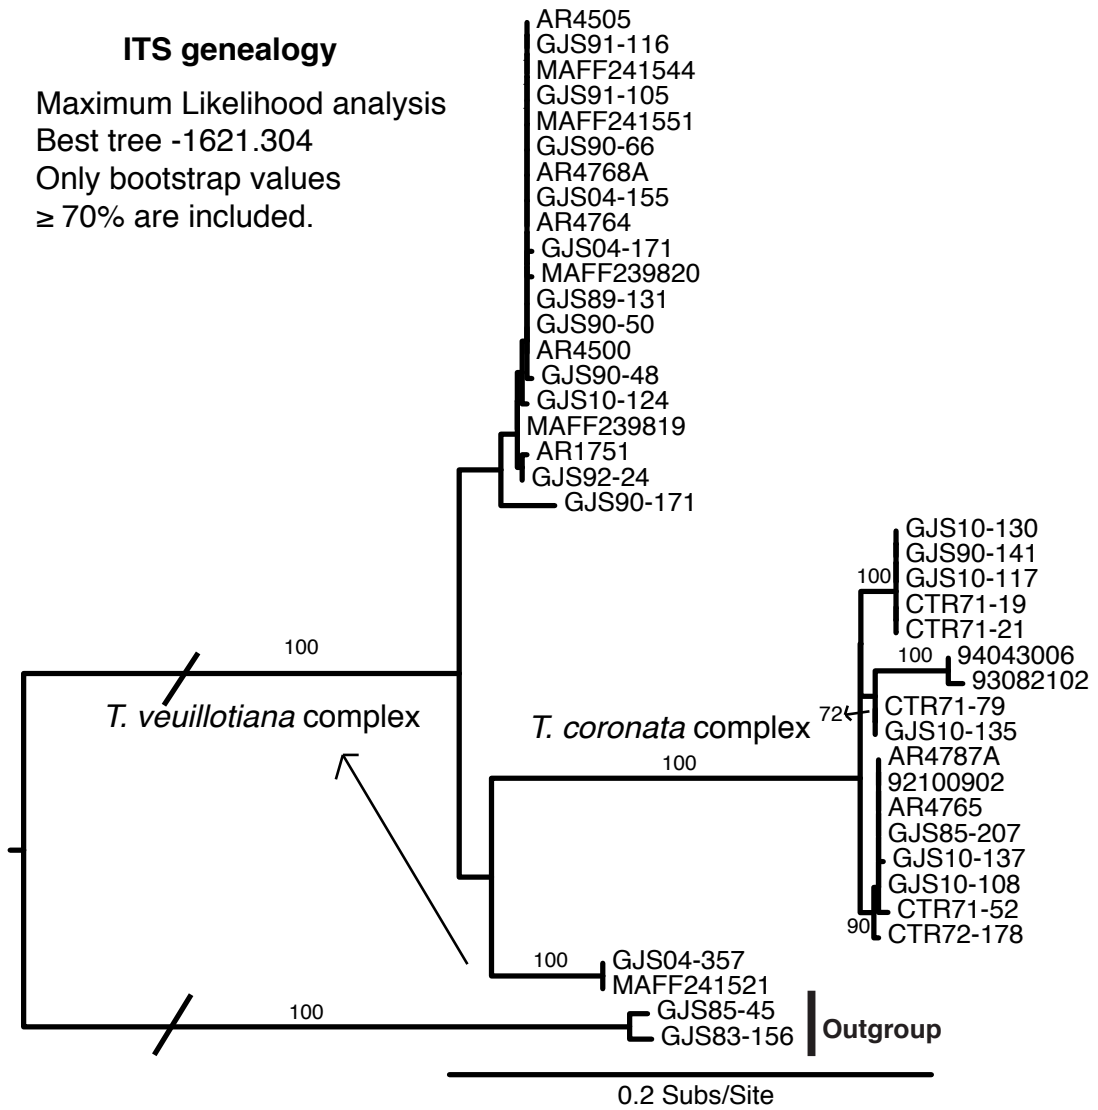 ITS genealogy
Maximum Likelihood analysis
Best tree -1621.304
Only bootstrap values
≥ 70% are included.
AR4505
GJS91-116
MAFF241544
GJS91-105
MAFF241551
GJS90-66
AR4768A
GJS04-155
AR4764
GJS04-171
MAFF239820
GJS89-131
GJS90-50
AR4500
GJS90-48
GJS10-124
MAFF239819
AR1751
GJS92-24
GJS90-171
GJS10-130
GJS90-141
GJS10-117
100
CTR71-19
CTR71-21
100
94043006
93082102
100
T. veuillotiana complex
T. coronata complex
72
CTR71-79
GJS10-135
100
AR4787A
92100902
AR4765
GJS85-207
GJS10-137
GJS10-108
CTR71-52
90
CTR72-178
100
GJS04-357
MAFF241521
100
GJS85-45
GJS83-156
Outgroup
0.2 Subs/Site